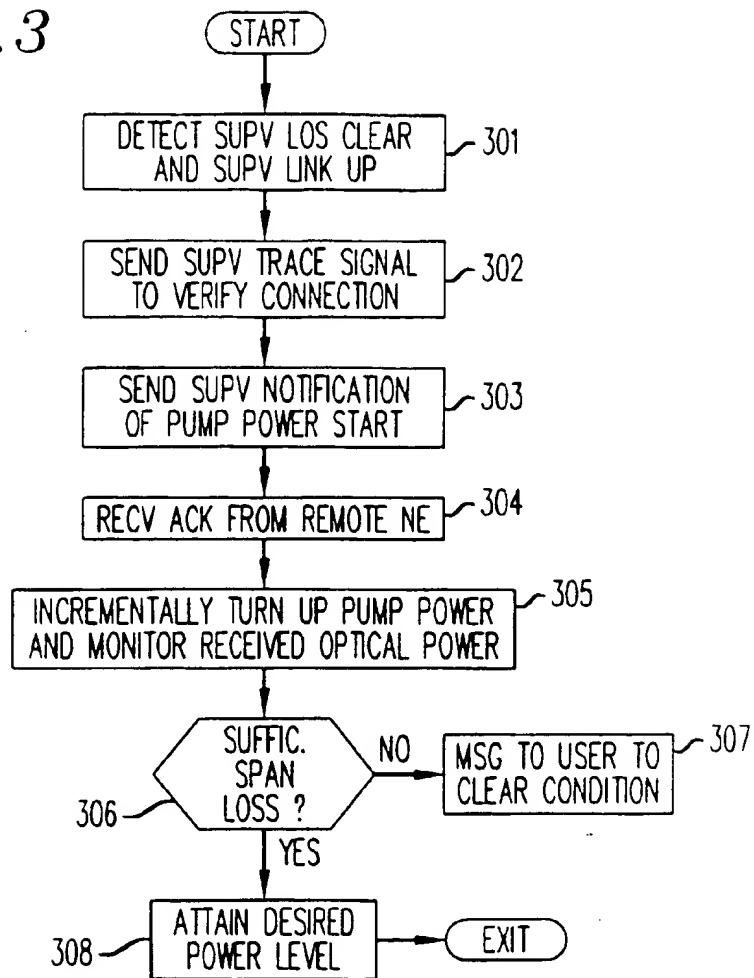 .3
START
DETECT SUPV LOS CLEAR
AND SUPV LINK UP
301
SEND SUPV TRACE SIGNAL
TO VERIFY CONNECTION
302
SEND SUPV NOTIFICATION
OF PUMP POWER START
303
RECV ACK FROM REMOTE NE
304
INCREMENTALLY TURN UP PUMP POWER
AND MONITOR RECEIVED OPTICAL POWER
305
SUFFIC.
SPAN
LOSS ?
306
NO
MSG TO USER TO
CLEAR CONDITION
307
YES
ATTAIN DESIRED
POWER LEVEL
308
EXIT